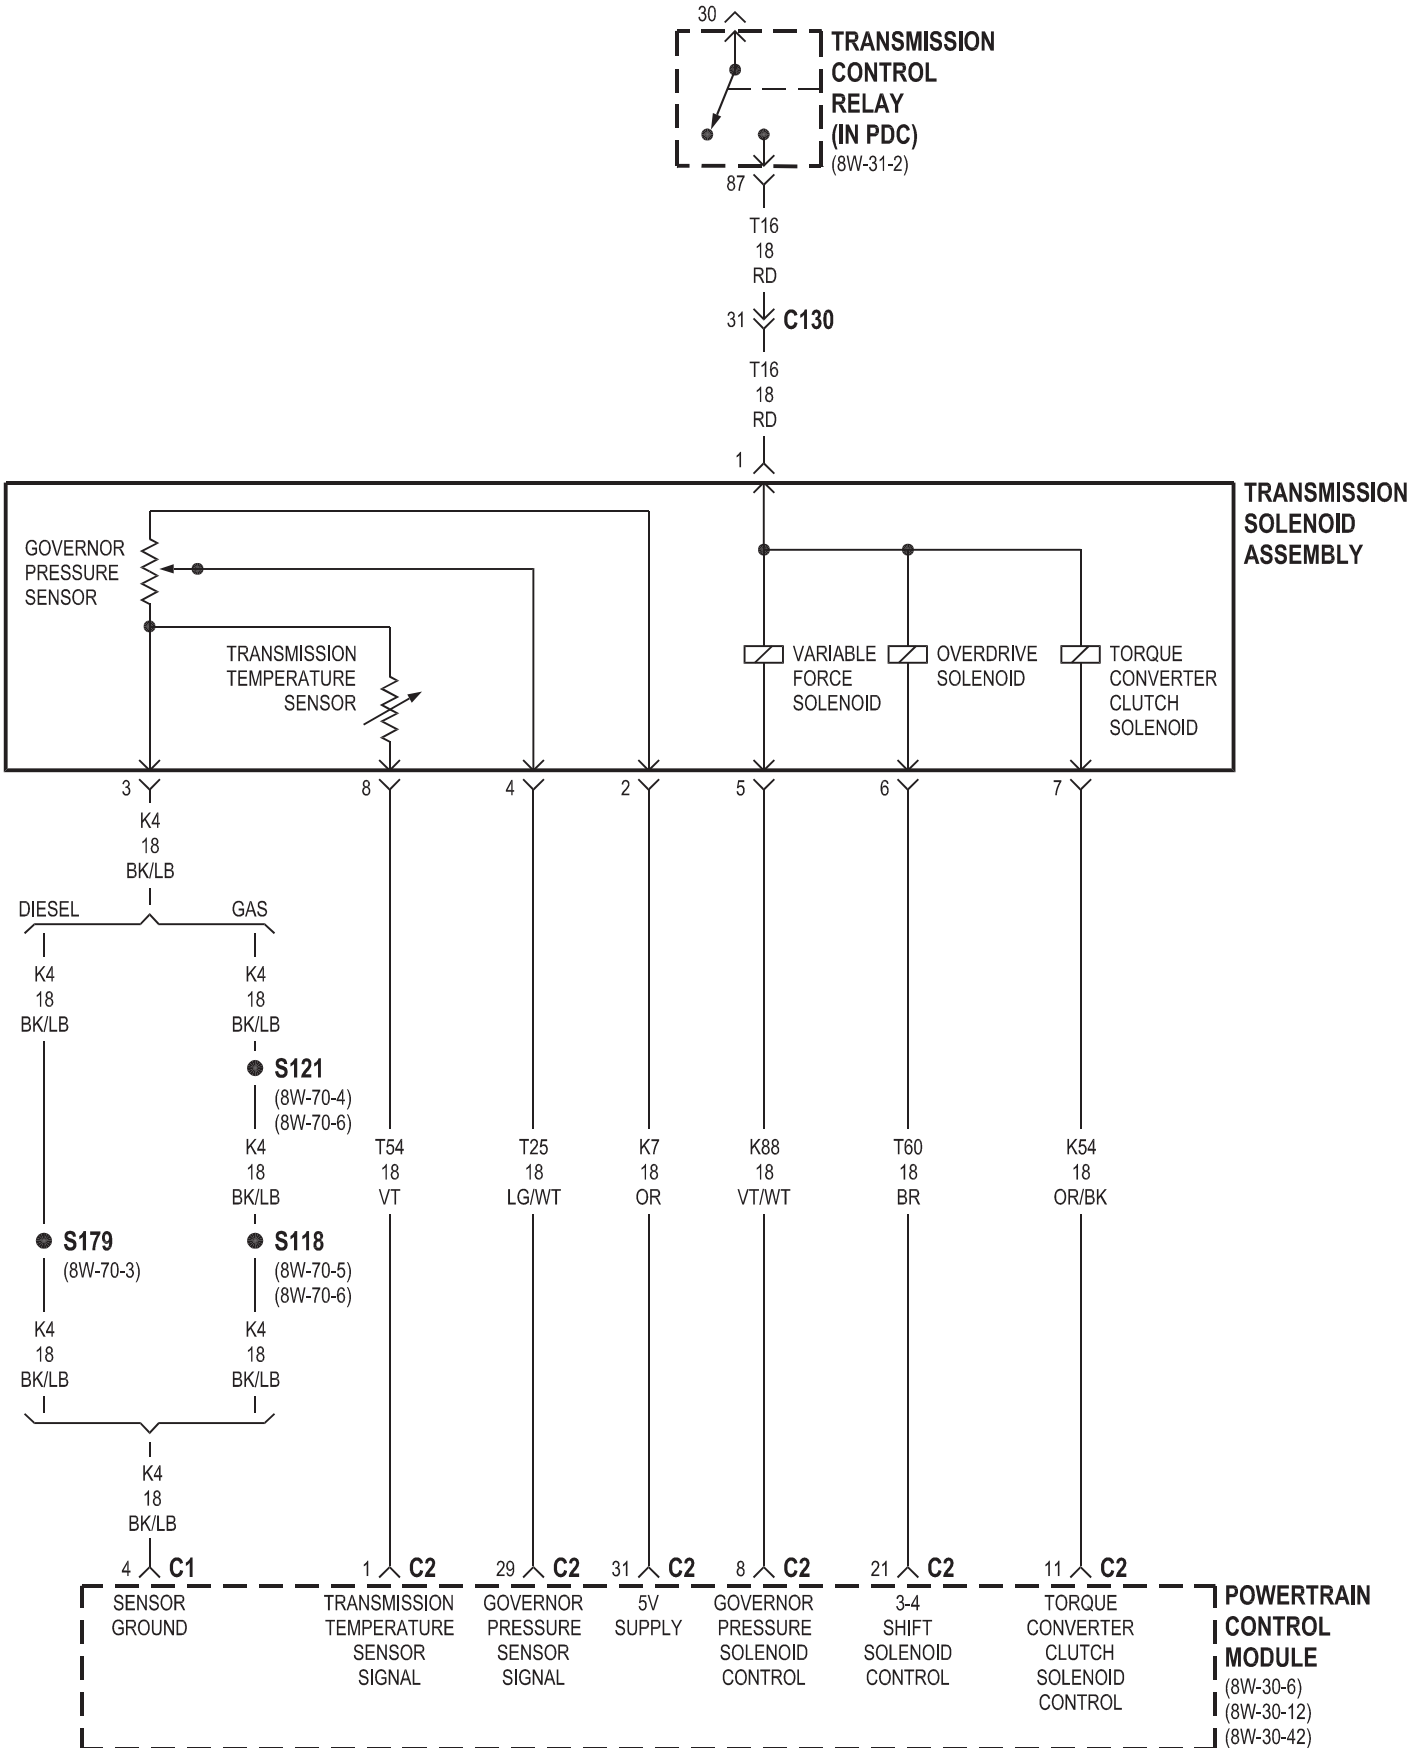 30
TRANSMISSION
CONTROL
RELAY
(IN PDC)
(8W-31-2)
87
T16
18
RD
31
C130
T16
18
RD
1
TRANSMISSION
SOLENOID
ASSEMBLY
GOVERNOR
PRESSURE
SENSOR
TRANSMISSION
TEMPERATURE
SENSOR
VARIABLE
FORCE
SOLENOID
OVERDRIVE
SOLENOID
TORQUE
CONVERTER
CLUTCH
SOLENOID
3
8
4
2
5
6
7
K4
18
BK/LB
DIESEL
GAS
K4
18
BK/LB
K4
18
BK/LB
S121
(8W-70-4)
(8W-70-6)
K4
18
BK/LB
T54
18
VT
T25
18
LG/WT
K7
18
OR
K88
18
VT/WT
T60
18
BR
K54
18
OR/BK
S179
(8W-70-3)
S118
(8W-70-5)
(8W-70-6)
K4
18
BK/LB
K4
18
BK/LB
K4
18
BK/LB
4 C1
1 C2
29 C2
31 C2
8 C2
21 C2
11 C2
SENSOR
GROUND
TRANSMISSION
TEMPERATURE
SENSOR
SIGNAL
GOVERNOR
PRESSURE
SENSOR
SIGNAL
5V
SUPPLY
GOVERNOR
PRESSURE
SOLENOID
CONTROL
3-4
SHIFT
SOLENOID
CONTROL
TORQUE
CONVERTER
CLUTCH
SOLENOID
CONTROL
POWERTRAIN
CONTROL
MODULE
(8W-30-6)
(8W-30-12)
(8W-30-42)